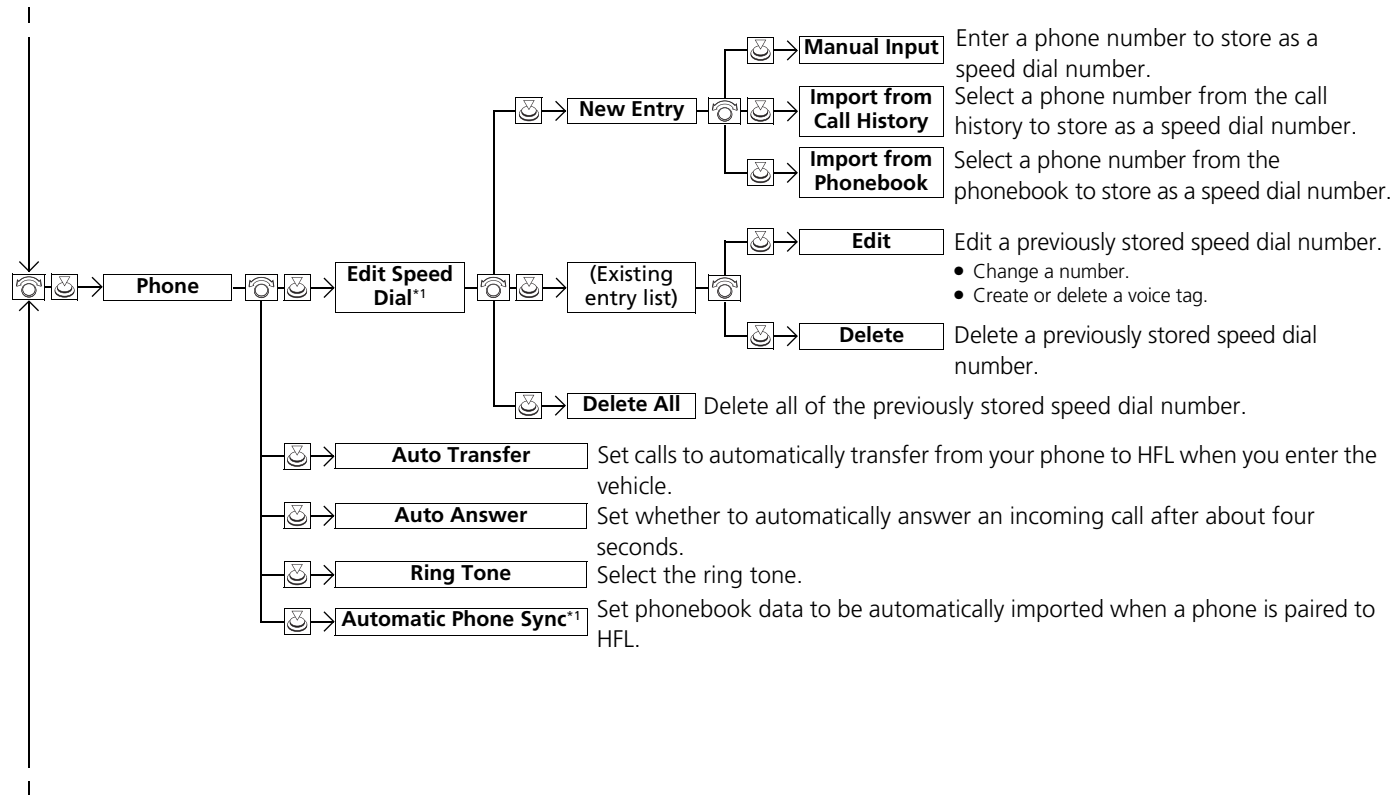 Manual Input
Enter a phone number to store as a
speed dial number.
New Entry
Import from
Call History
Select a phone number from the call
history to store as a speed dial number.
Import from
Phonebook
Select a phone number from the
phonebook to store as a speed dial number.
Phone
Edit Speed
Dial*1
(Existing
entry list)
Edit
Edit a previously stored speed dial number.
● Change a number.
● Create or delete a voice tag.
Delete
Delete a previously stored speed dial
number.
Delete All
Delete all of the previously stored speed dial number.
Auto Transfer
Set calls to automatically transfer from your phone to HFL when you enter the
vehicle.
Auto Answer
Set whether to automatically answer an incoming call after about four
seconds.
Ring Tone
Select the ring tone.
Automatic Phone Sync*1
Set phonebook data to be automatically imported when a phone is paired to
HFL.